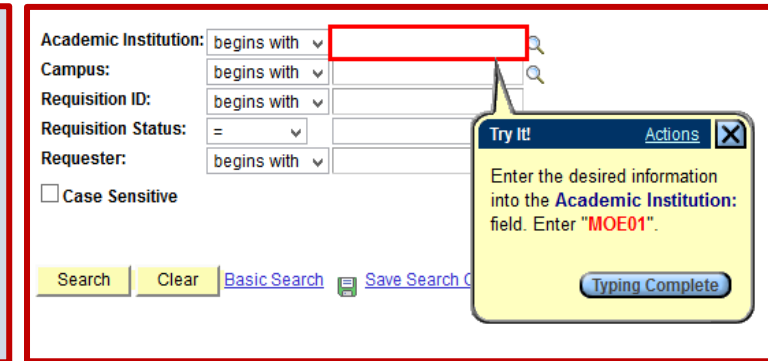 Academic Institution: begins with
Campus: begins with
Requisition ID: begins with
Requisition Status: =
Requester: begins with
Case Sensitive
Search Clear Basic Search Save Search C
Try It! Actions X
Enter the desired information
into the Academic Institution:
field. Enter "MOE01".
Typing Complete